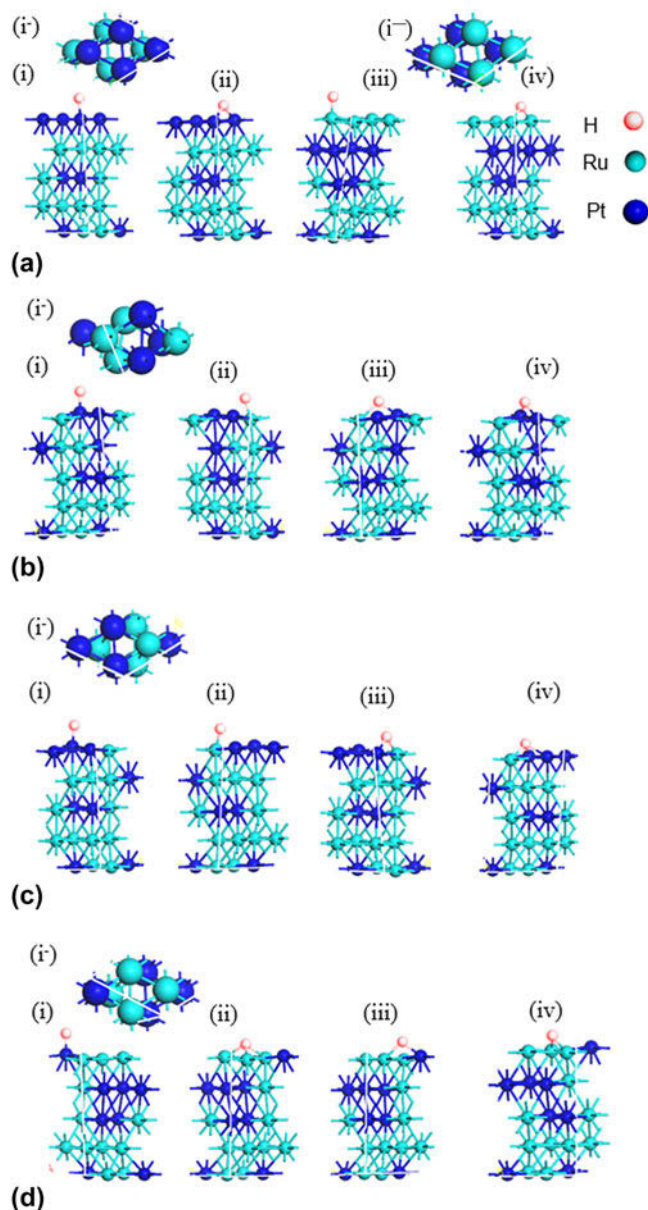 (i-) (i—)
(i) (ii) (iii) (iv)
H
Ru
Pt
(a)
(i-)
(i) (ii) (iii) (iv)
(b)
(i-)
(i) (ii) (iii) (iv)
(c)
(i-)
(i) (ii) (iii) (iv)
(d)